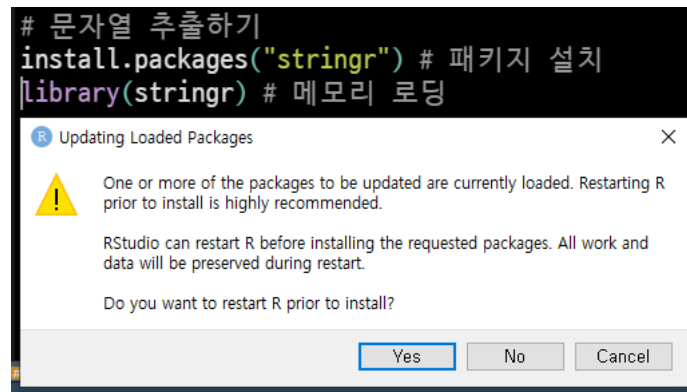 # 문자열 추출하기
install.packages("stringr") # 패키지 설치
library(stringr) # 메모리 로딩
R Updating Loaded Packages
One or more of the packages to be updated are currently loaded. Restarting R
prior to install is highly recommended.
RStudio can restart R before installing the requested packages. All work and
data will be preserved during restart.
Do you want to restart R prior to install?
Yes No Cancel